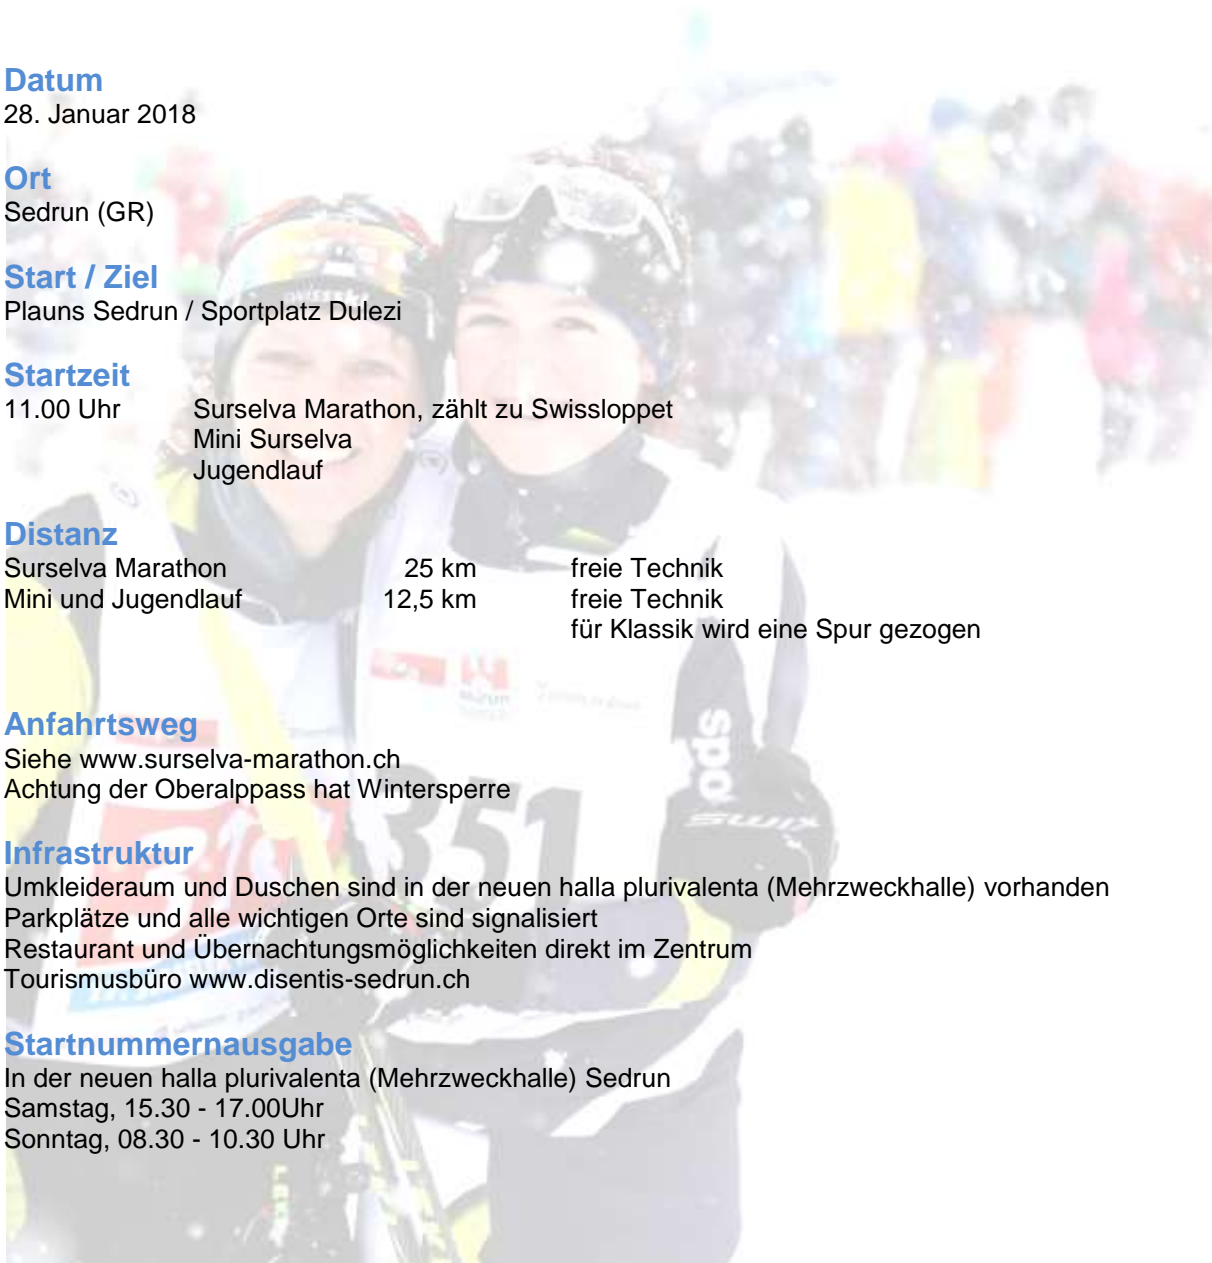 Datum
28. Januar 2018
Ort
Sedrun (GR)
Start / Ziel
Plauns Sedrun / Sportplatz Dulezi
Startzeit
11.00 Uhr Surselva Marathon, zählt zu Swissloppet
Mini Surselva
Jugendlauf
Distanz
Surselva Marathon 25 km freie Technik
Mini und Jugendlauf 12,5 km freie Technik
für Klassik wird eine Spur gezogen
Anfahrtsweg
Siehe www.surselva-marathon.ch
Achtung der Oberalppass hat Wintersperre
351
swix
Infrastruktur
Umkleideraum und Duschen sind in der neuen halla plurivalenta (Mehrzweckhalle) vorhanden
Parkplätze und alle wichtigen Orte sind signalisiert
Restaurant und Übernachtungsmöglichkeiten direkt im Zentrum
Tourismusbüro www.disentis-sedrun.ch
Startnummernausgabe
In der neuen halla plurivalenta (Mehrzweckhalle) Sedrun
Samstag, 15.30 - 17.00Uhr
Sonntag, 08.30 - 10.30 Uhr